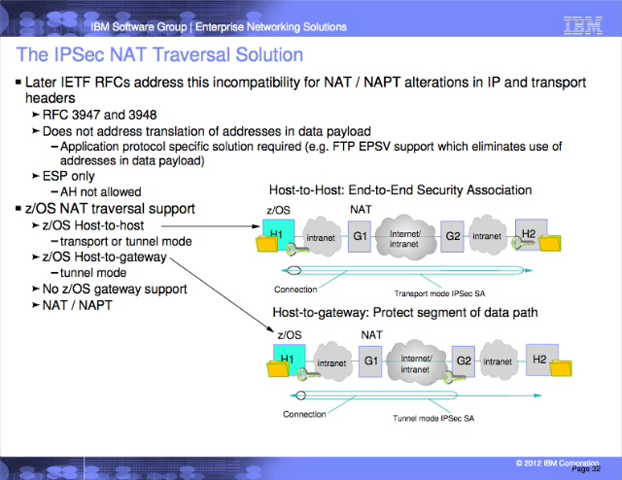 IBM Software Group | Enterprise Networking Solutions
IBM
The IPSec NAT Traversal Solution
Later IETF RFCs address this incompatibility for NAT / NAPT alterations in IP and transport
headers
RFC 3947 and 3948
Does not address translation of addresses in data payload
–Application protocol specific solution required (e.g. FTP EPSV support which eliminates use of
addresses in data payload)
ESP only
–AH not allowed
z/OS NAT traversal support
z/OS Host-to-host
–transport or tunnel mode
z/OS Host-to-gateway
–tunnel mode
No z/OS gateway support
NAT / NAPT
Host-to-Host: End-to-End Security Association
z/OS NAT
H1 intranet G1 Internet/ G2 intranet H2
intranet
Connection
Transport mode IPSec SA
Host-to-gateway: Protect segment of data path
z/OS NAT
H1 intranet G1 Internet/ G2 intranet H2
intranet
Connection
Tunnel mode IPSec SA
© 2012 IBM Corporation
Page 32